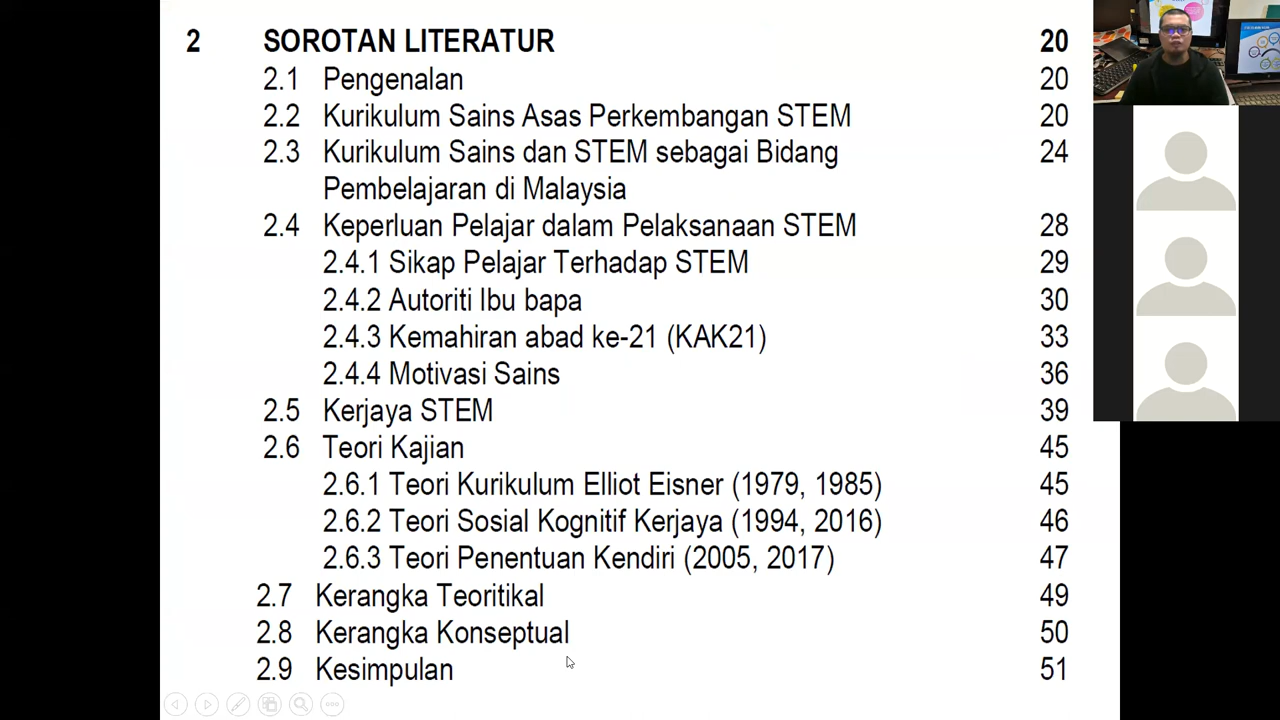 2 SOROTAN LITERATUR 20
2.1 Pengenalan 20
2.2 Kurikulum Sains Asas Perkembangan STEM 20
2.3 Kurikulum Sains dan STEM sebagai Bidang 24
Pembelajaran di Malaysia
2.4 Keperluan Pelajar dalam Pelaksanaan STEM 28
2.4.1 Sikap Pelajar Terhadap STEM 29
2.4.2 Autoriti Ibu bapa 30
2.4.3 Kemahiran abad ke-21 (KAK21) 33
2.4.4 Motivasi Sains 36
2.5 Kerjaya STEM 39
2.6 Teori Kajian 45
2.6.1 Teori Kurikulum Elliot Eisner (1979, 1985) 45
2.6.2 Teori Sosial Kognitif Kerjaya (1994, 2016) 46
2.6.3 Teori Penentuan Kendiri (2005, 2017) 47
2.7 Kerangka Teoritikal 49
2.8 Kerangka Konseptual 50
2.9 Kesimpulan 51